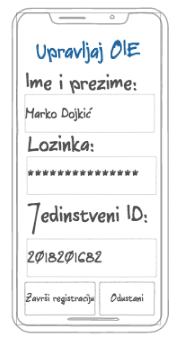 Upravljaj OIE
Ime i prezime:
Marko Dojkić
Lozinka:
***************
Jedinstveni ID:
2018201682
Završi registraciju
Odustani